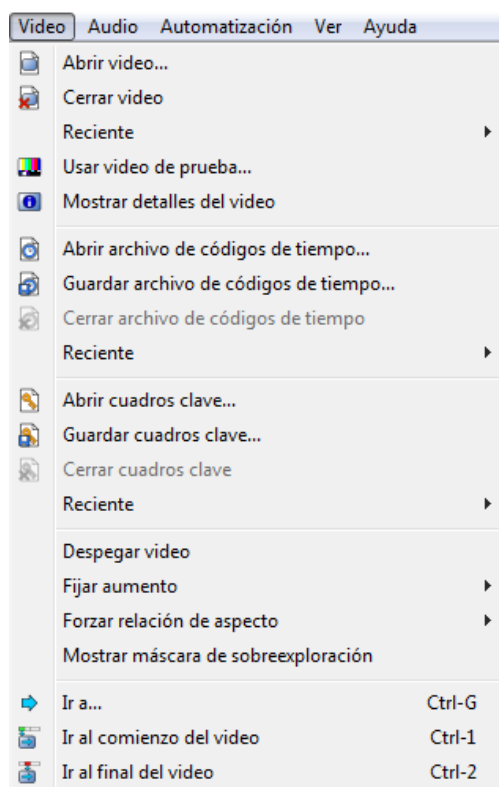 Video Audio Automatización Ver Ayuda
Abrir video...
Cerrar video
Reciente
Usar video de prueba...
Mostrar detalles del video
Abrir archivo de códigos de tiempo...
Guardar archivo de códigos de tiempo...
Cerrar archivo de códigos de tiempo
Reciente
Abrir cuadros clave...
Guardar cuadros clave...
Cerrar cuadros clave
Reciente
Despegar video
Fijar aumento
Forzar relación de aspecto
Mostrar máscara de sobreexploración
Ir a... Ctrl-G
Ir al comienzo del video Ctrl-1
Ir al final del video Ctrl-2